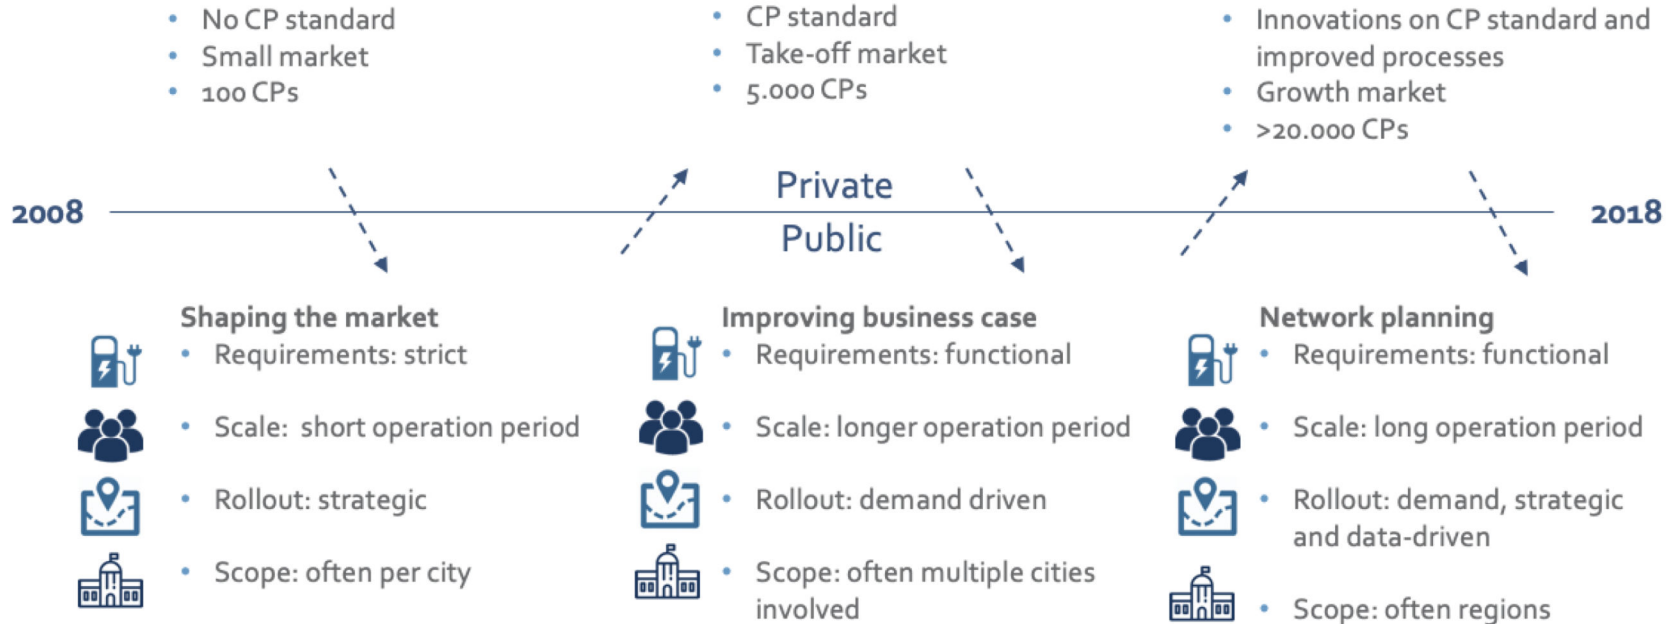 No CP standard
Small market
100 CPs
CP standard
Take-off market
5.000 CPs
Innovations on CP standard and
improved processes
Growth market
>20.000 CPs
2008
Private
Public
2018
Shaping the market
Requirements: strict
Scale: short operation period
Rollout: strategic
Scope: often per city
Improving business case
Requirements: functional
Scale: longer operation period
Rollout: demand driven
Scope: often multiple cities
involved
Network planning
Requirements: functional
Scale: long operation period
Rollout: demand, strategic
and data-driven
Scope: often regions